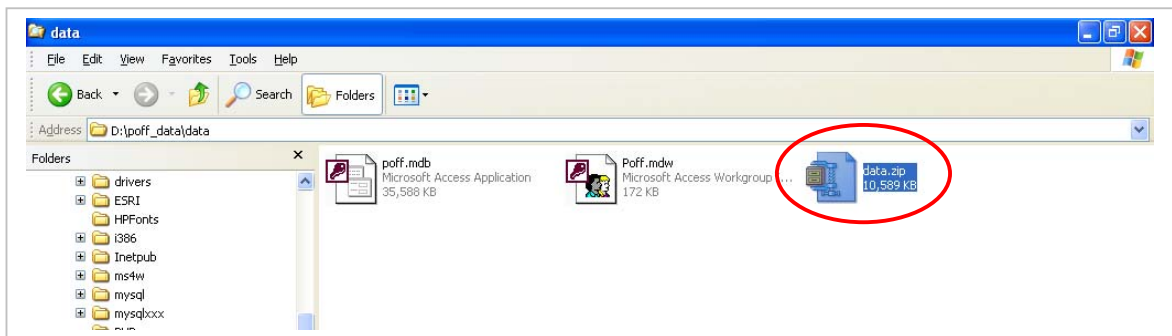 data
File Edit View Favorites Tools Help
Back Search Folders
Address D:\poff_data\data
Folders
drivers
ESRI
HPFonts
i386
Inetpub
ms4w
mysql
mysqlxxx
poff.mdb
Microsoft Access Application
35,588 KB
Poff.mdw
Microsoft Access Workgroup ...
172 KB
data.zip
10,589 KB